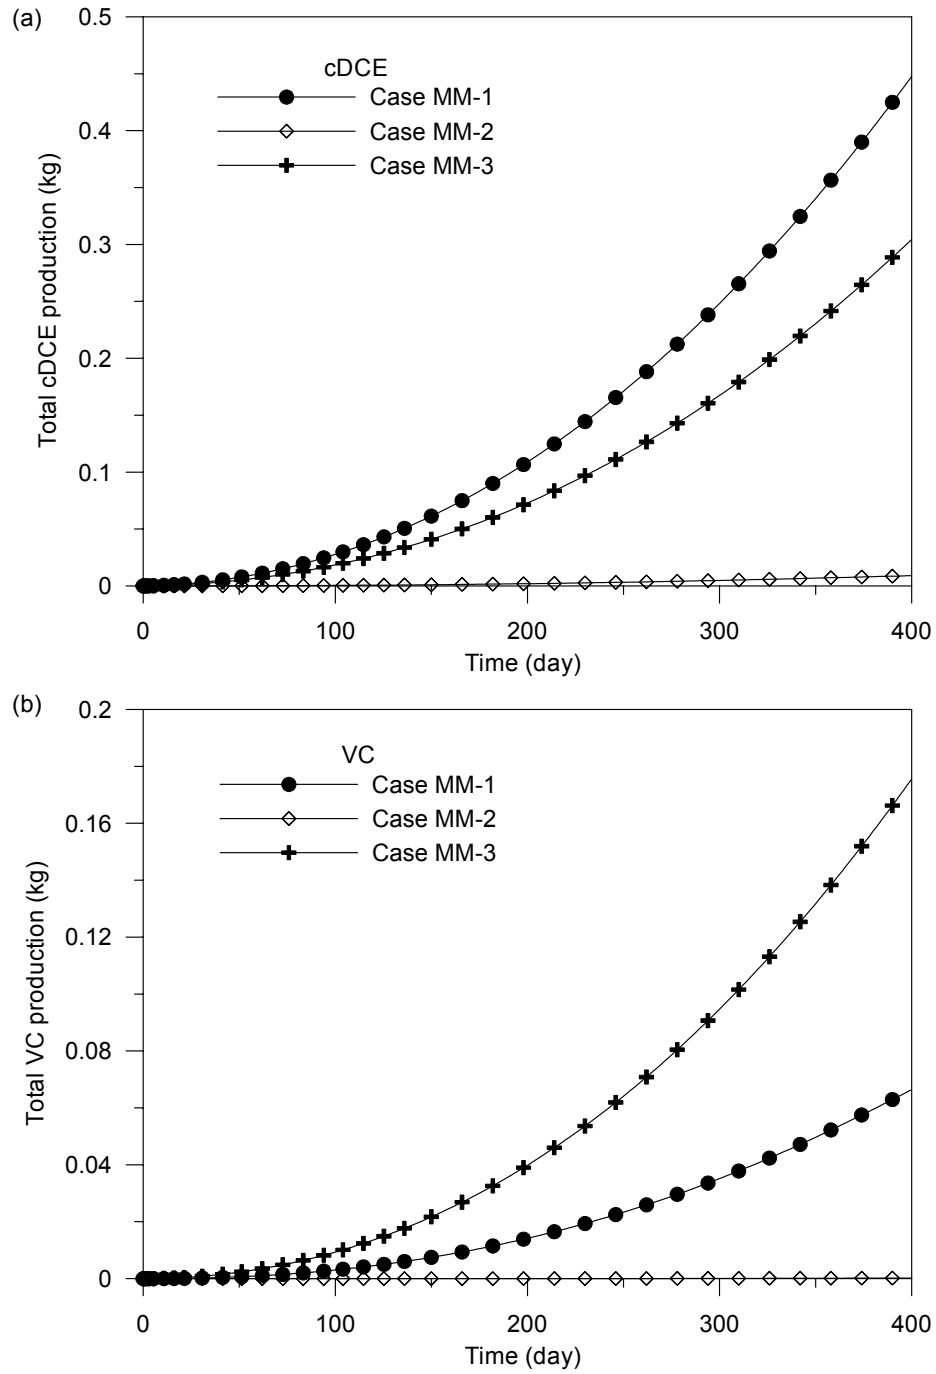 (a)
0.5
0.4
0.3
0.2
0.1
0
Total cDCE production (kg)
cDCE
Case MM-1
Case MM-2
Case MM-3
0 100 200 300 400
Time (day)
(b)
0.2
0.16
0.12
0.08
0.04
0
Total VC production (kg)
VC
Case MM-1
Case MM-2
Case MM-3
0 100 200 300 400
Time (day)